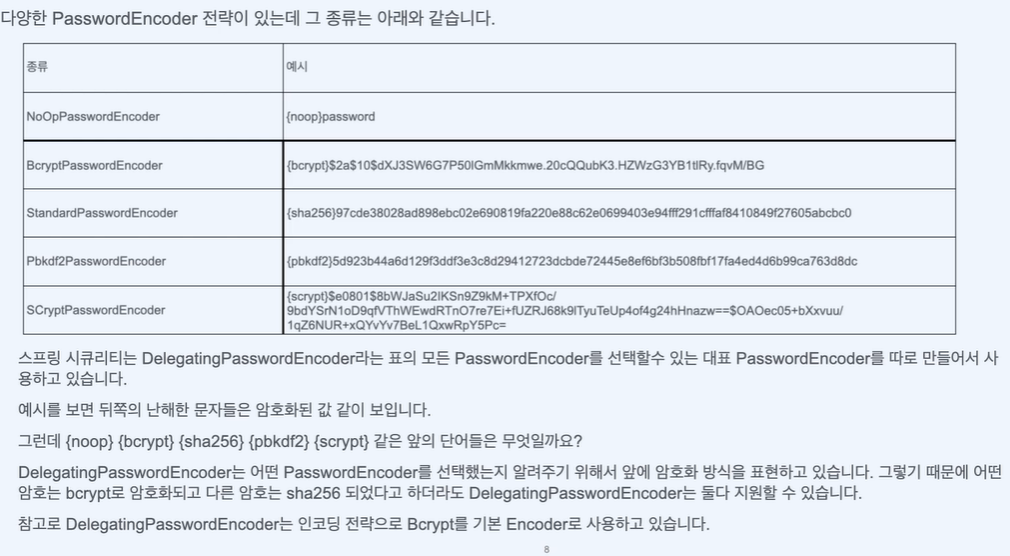 다양한 PasswordEncoder 전략이 있는데 그 종류는 아래와 같습니다.
종류 예시
NoOpPasswordEncoder {noop}password
BcryptPasswordEncoder {bcrypt}$2a$10$dXJ3SW6G7P50lGmMkkmwe.20cQQubK3.HZWzG3YB1tlRy.fqvM/BG
StandardPasswordEncoder {sha256}97cde38028ad898ebc02e690819fa220e88c62e0699403e94fff291cfffaf8410849f27605abcbc0
Pbkdf2PasswordEncoder {pbkdf2}5d923b44a6d129f3ddf3e3c8d29412723dcbde72445e8ef6bf3b508fbf17fa4ed4d6b99ca763d8dc
SCryptPasswordEncoder {scrypt}$e0801$8bWJaSu2IKSn9Z9kM+TPXfOc/
9bdYSrN1oD9qfVThWEwdRTnO7re7Ei+fUZRJ68k9lTyuTeUp4of4g24hHnazw==$OAOec05+bXxvuu/
1qZ6NUR+xQYvYv7BeL1QxwRpY5Pc=
스프링 시큐리티는 DelegatingPasswordEncoder라는 표의 모든 PasswordEncoder를 선택할수 있는 대표 PasswordEncoder를 따로 만들어서 사
용하고 있습니다.
예시를 보면 뒤쪽의 난해한 문자들은 암호화된 값 같이 보입니다.
그런데 {noop} {bcrypt} {sha256} {pbkdf2} {scrypt} 같은 앞의 단어들은 무엇일까요?
DelegatingPasswordEncoder는 어떤 PasswordEncoder를 선택했는지 알려주기 위해서 앞에 암호화 방식을 표현하고 있습니다. 그렇기 때문에 어떤
암호는 bcrypt로 암호화되고 다른 암호는 sha256 되었다고 하더라도 DelegatingPasswordEncoder는 둘다 지원할 수 있습니다.
참고로 DelegatingPasswordEncoder는 인코딩 전략으로 Bcrypt를 기본 Encoder로 사용하고 있습니다.
8